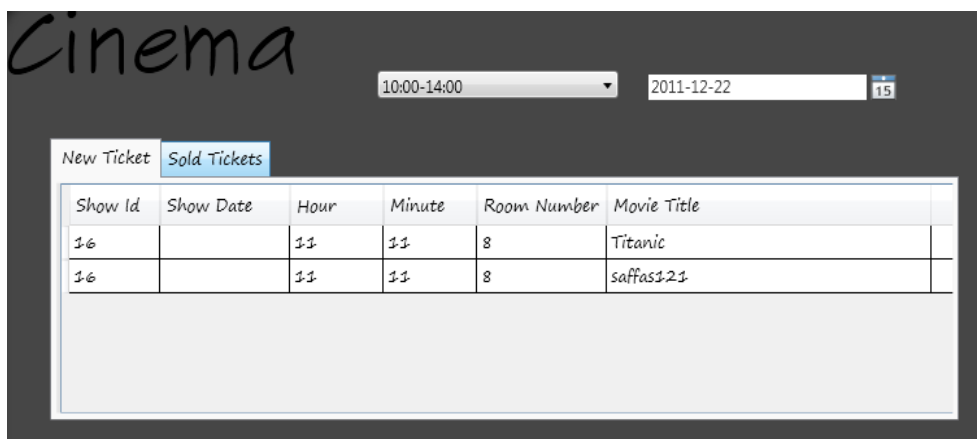 Cinema
10:00-14:00 2011-12-22 15
New Ticket Sold Tickets
Show Id Show Date Hour Minute Room Number Movie Title
16 11 11 8 Titanic
16 11 11 8 saffas121